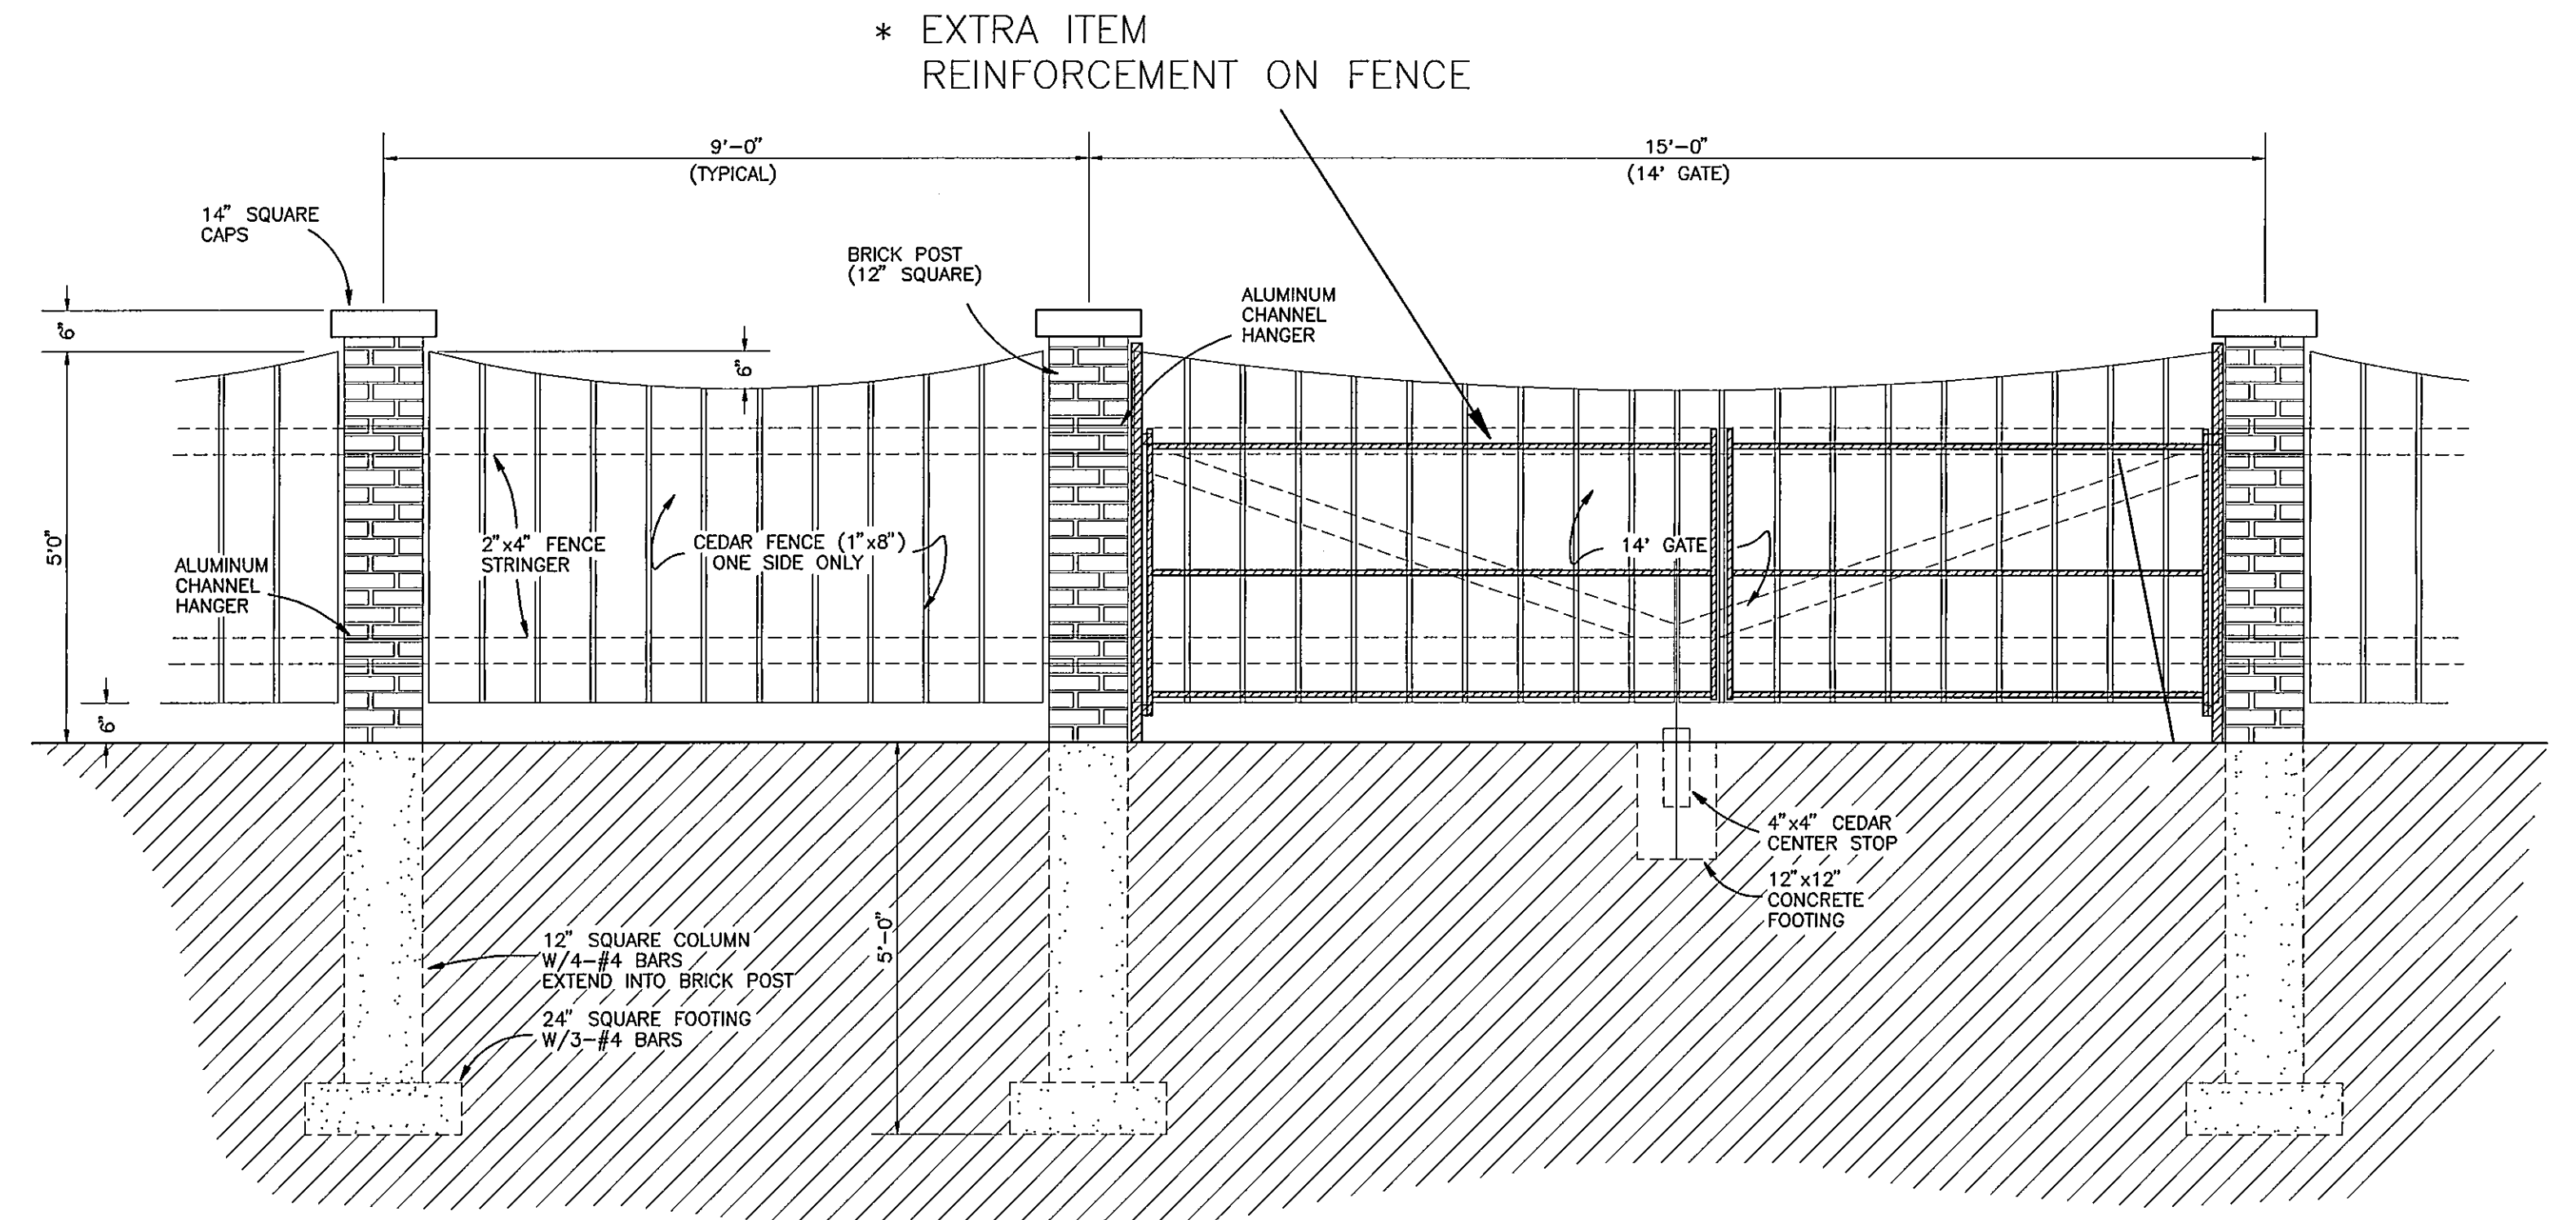 * EXTRA ITEM
REINFORCEMENT ON FENCE
9'-0"
(TYPICAL)
15'-0"
(14' GATE)
14" SQUARE
CAPS
BRICK POST
(12" SQUARE)
ALUMINUM
CHANNEL
HANGER
6"
6"
5'0"
2"x4" FENCE
STRINGER
CEDAR FENCE (1"x8")
ONE SIDE ONLY
14' GATE
ALUMINUM
CHANNEL
HANGER
6"
4"x4" CEDAR
CENTER STOP
12"x12"
CONCRETE
FOOTING
5'-0"
12" SQUARE COLUMN
W/4-#4 BARS
EXTEND INTO BRICK POST
24" SQUARE FOOTING
W/3-#4 BARS